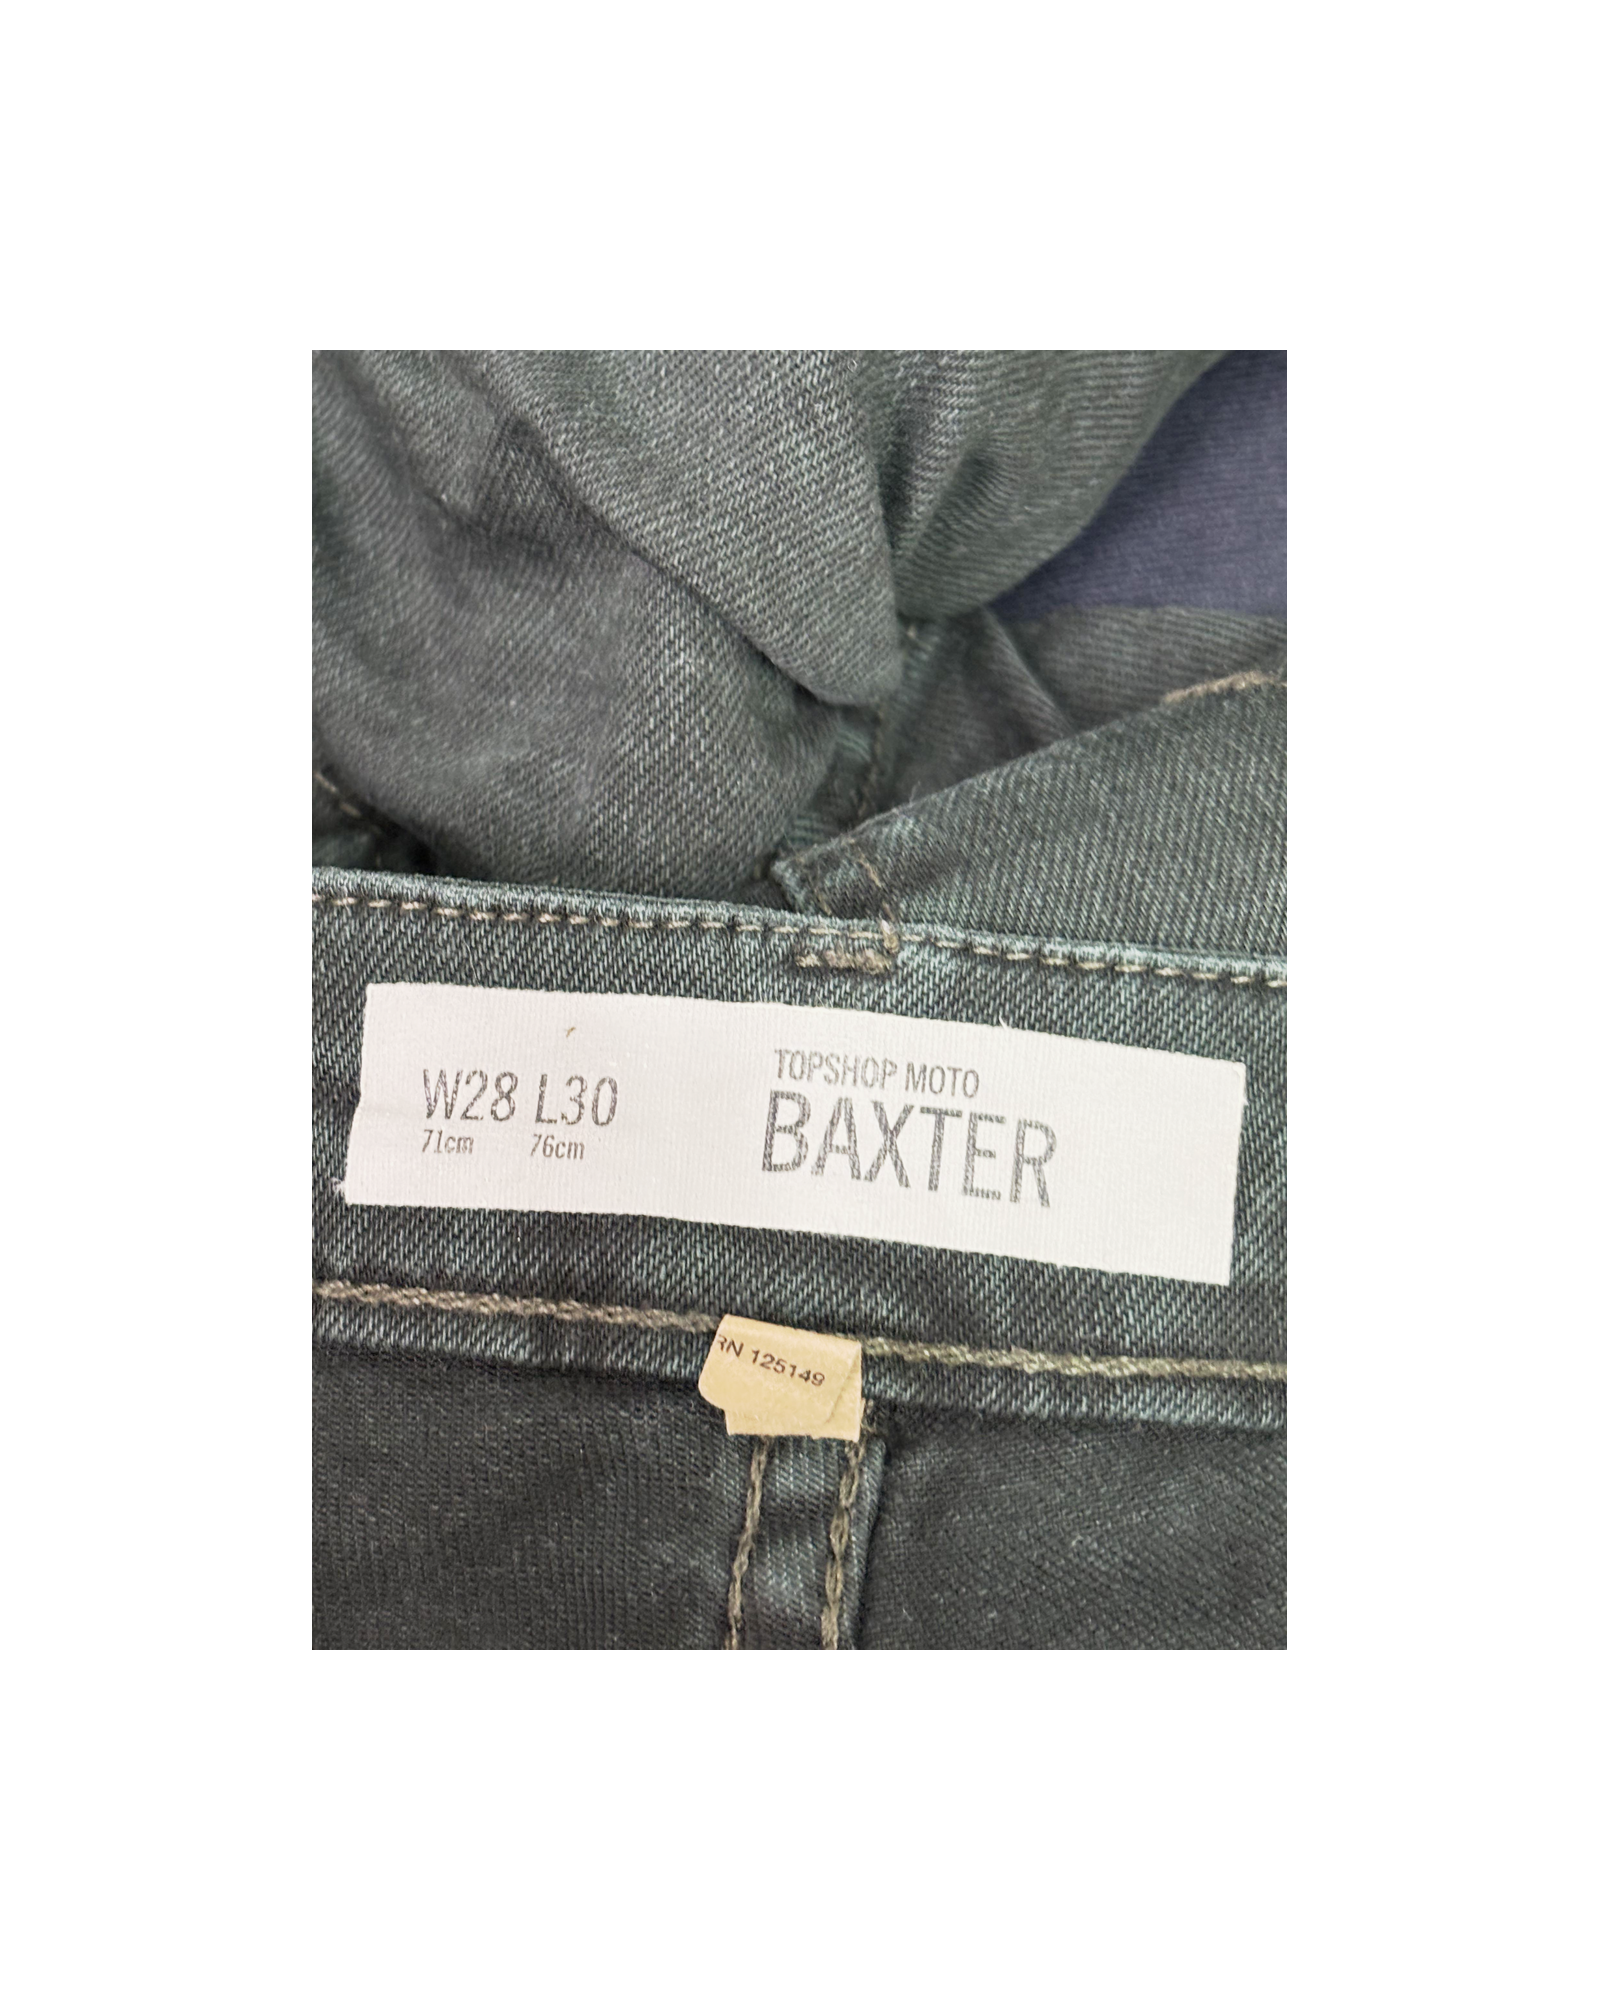 W28 L30
71cm 76cm
TOPSHOP MOTO
BAXTER
RN 125149